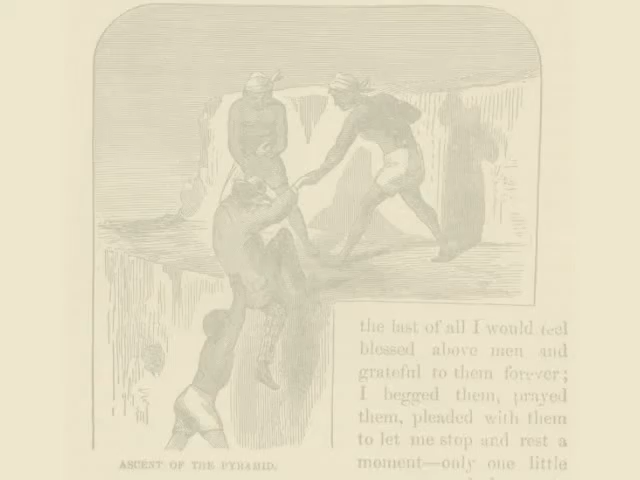 the last of all I would feel
blessed above men and
grateful to them forever;
I begged them, prayed
them, pleaded with them
to let me stop and rest a
moment—only one little
ASCENT OF THE PYRAMID.